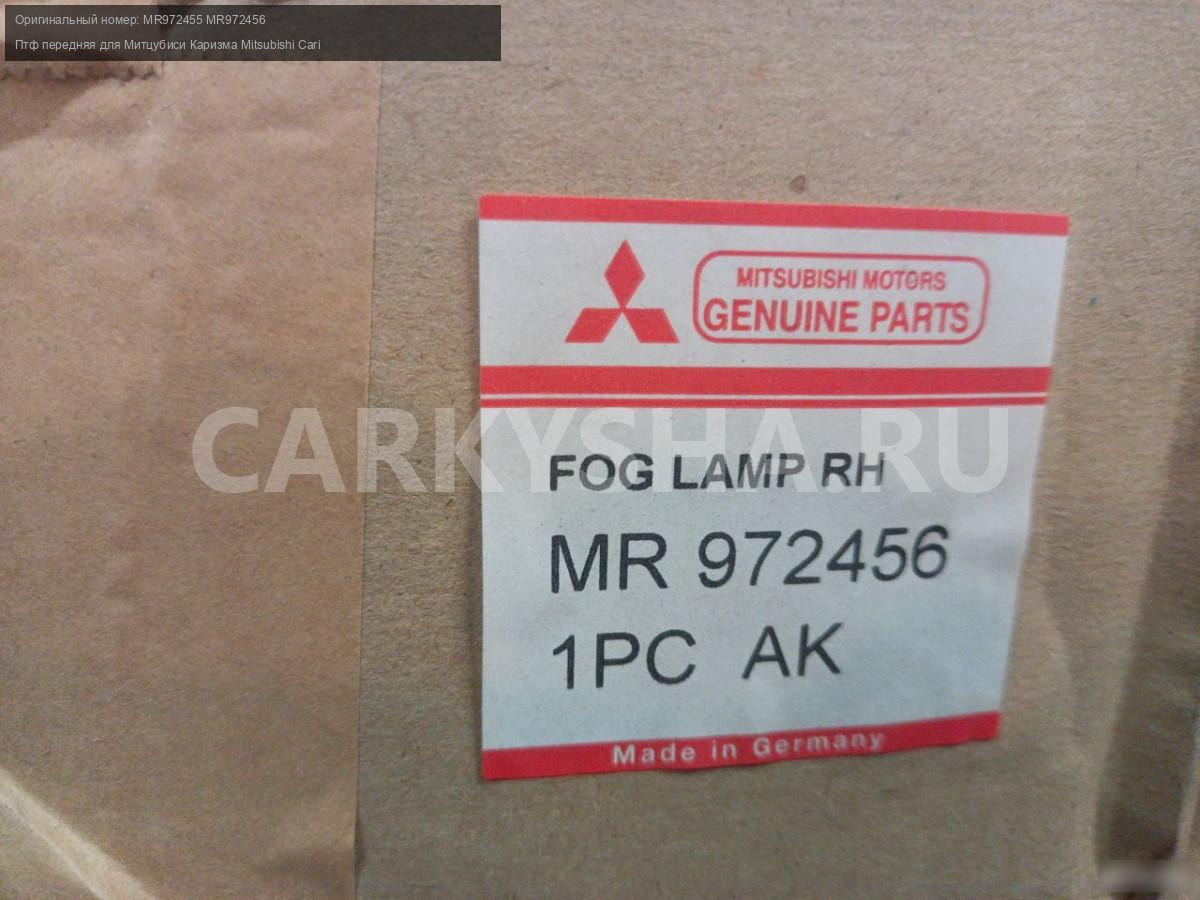 Оригинальный номер: MR972455 MR972456
Птф передняя для Митцубиси Каризма Mitsubishi Cari
MITSUBISHI MOTORS
GENUINE PARTS
CARKYSHA.RU
FOG LAMP RH
MR 972456
1PC AK
Made in Germany